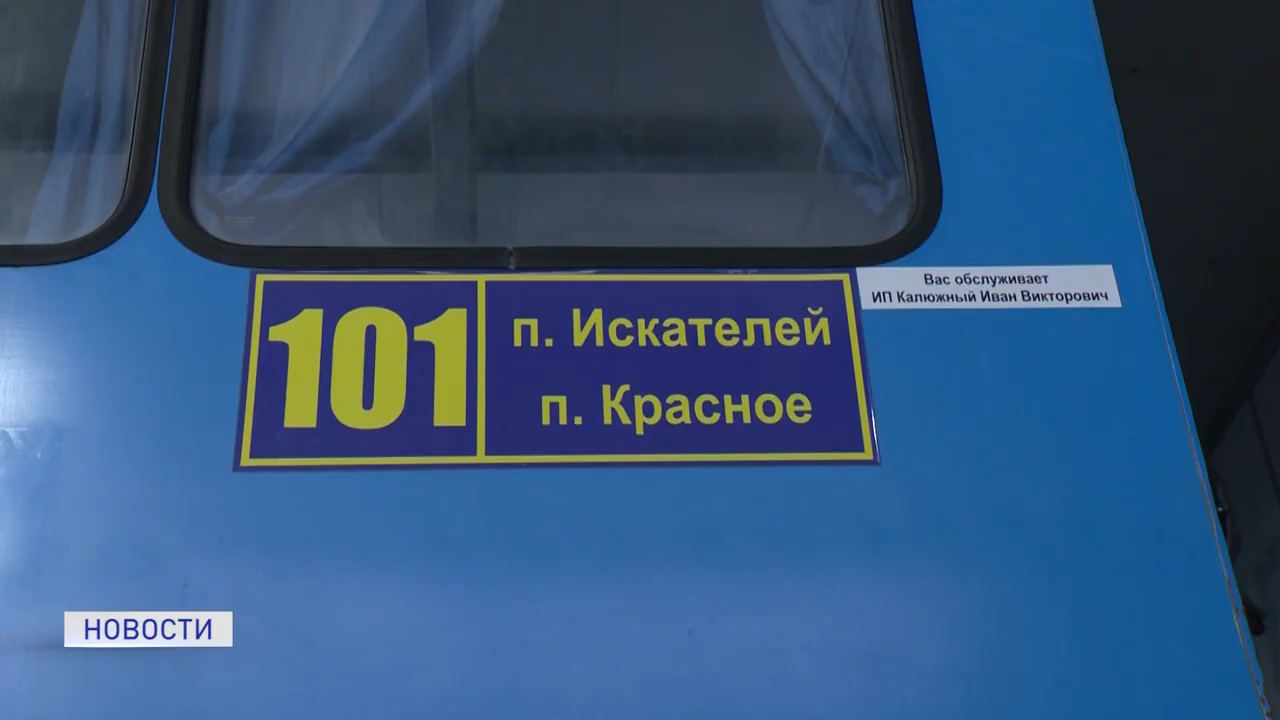 101
п. Искателей
п. Красное
Вас обслуживает
ИП Калюжный Иван Викторович
НОВОСТИ